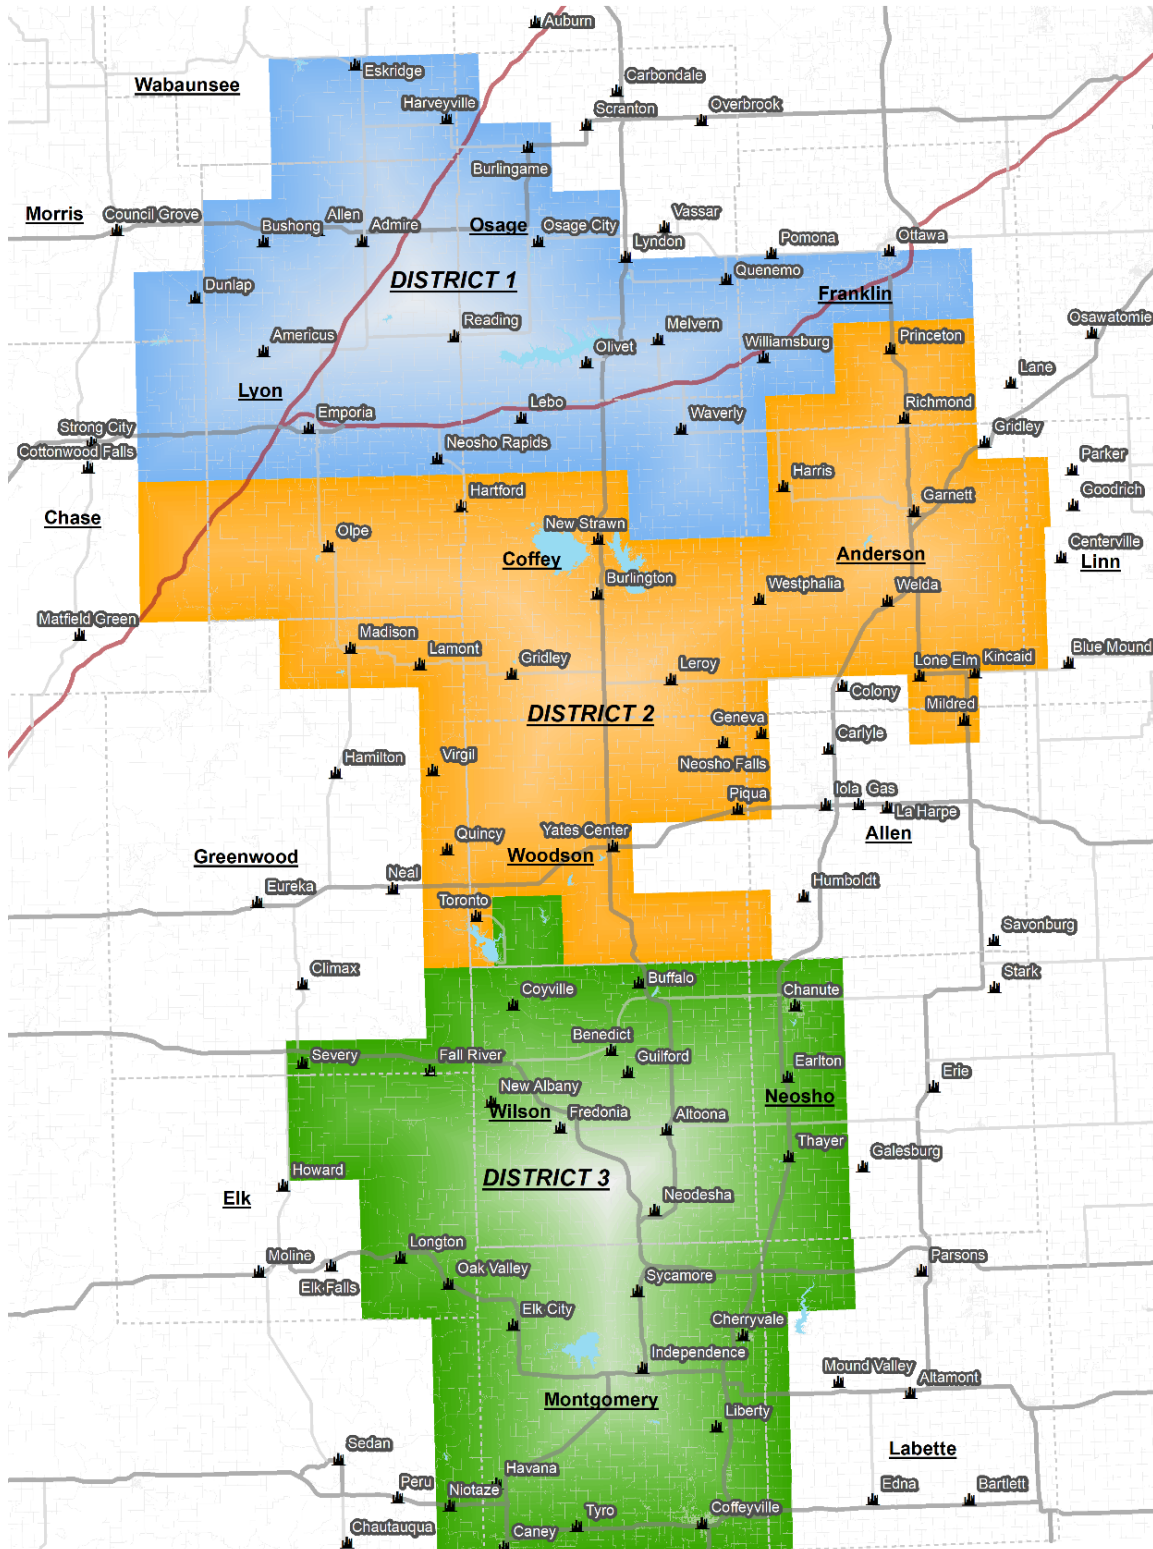 Auburn
Eskridge
Wabaunsee
Carbondale
Harveyville
Scranton
Overbrook
Burlingame
Morris
Council Grove
Bushong
Allen
Admire
Osage
Osage City
Vassar
Lyndon
Pomona
Ottawa
DISTRICT 1
Quenemo
Dunlap
Franklin
Osawatomie
Americus
Reading
Melvern
Olivet
Williamsburg
Princeton
Lane
Lyon
Emporia
Lebo
Waverly
Richmond
Strong City
Cottonwood Falls
Neosho Rapids
Gridley
Harris
Parker
Hartford
Garnett
Goodrich
Chase
Olpe
New Strawn
Coffey
Anderson
Centerville
Linn
Burlington
Westphalia
Welda
Matfield Green
Madison
Lamont
Gridley
Leroy
Lone Elm
Kincaid
Blue Mound
Colony
DISTRICT 2
Geneva
Mildred
Carlyle
Neosho Falls
Hamilton
Virgil
Piqua
Iola
Gas
La Harpe
Quincy
Yates Center
Allen
Greenwood
Woodson
Eureka
Neal
Humboldt
Toronto
Savonburg
Climax
Stark
Coyville
Buffalo
Chanute
Benedict
Severy
Fall River
Guilford
Earlton
Erie
New Albany
Wilson
Fredonia
Altoona
Neosho
Thayer
Galesburg
Howard
DISTRICT 3
Elk
Neodesha
Moline
Longton
Elk Falls
Oak Valley
Sycamore
Parsons
Elk City
Cherryvale
Independence
Mound Valley
Altamont
Montgomery
Liberty
Sedan
Labette
Havana
Peru
Niotaze
Edna
Bartlett
Tyro
Coffeyville
Chautauqua
Caney